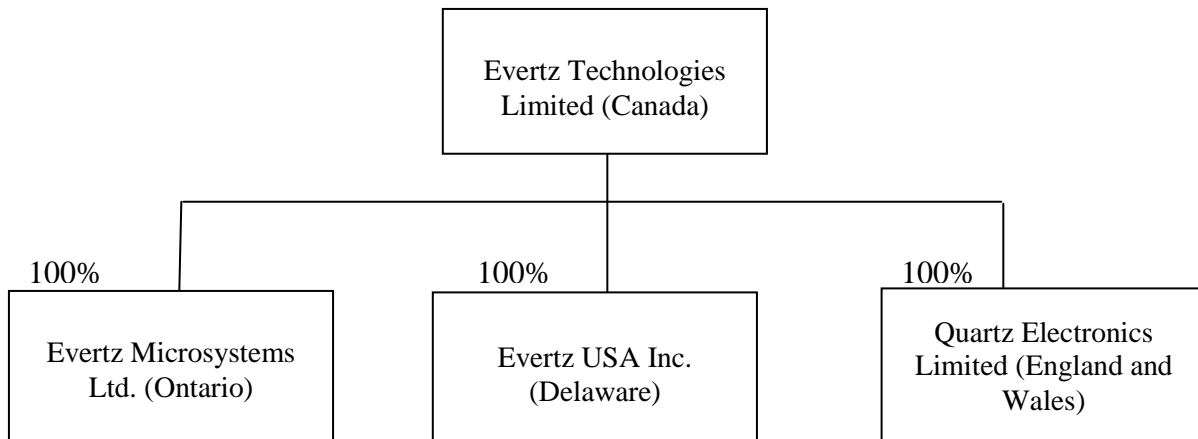 Evertz Technologies
Limited (Canada)
100%
100%
100%
Evertz Microsystems
Ltd. (Ontario)
Evertz USA Inc.
(Delaware)
Quartz Electronics
Limited (England and
Wales)